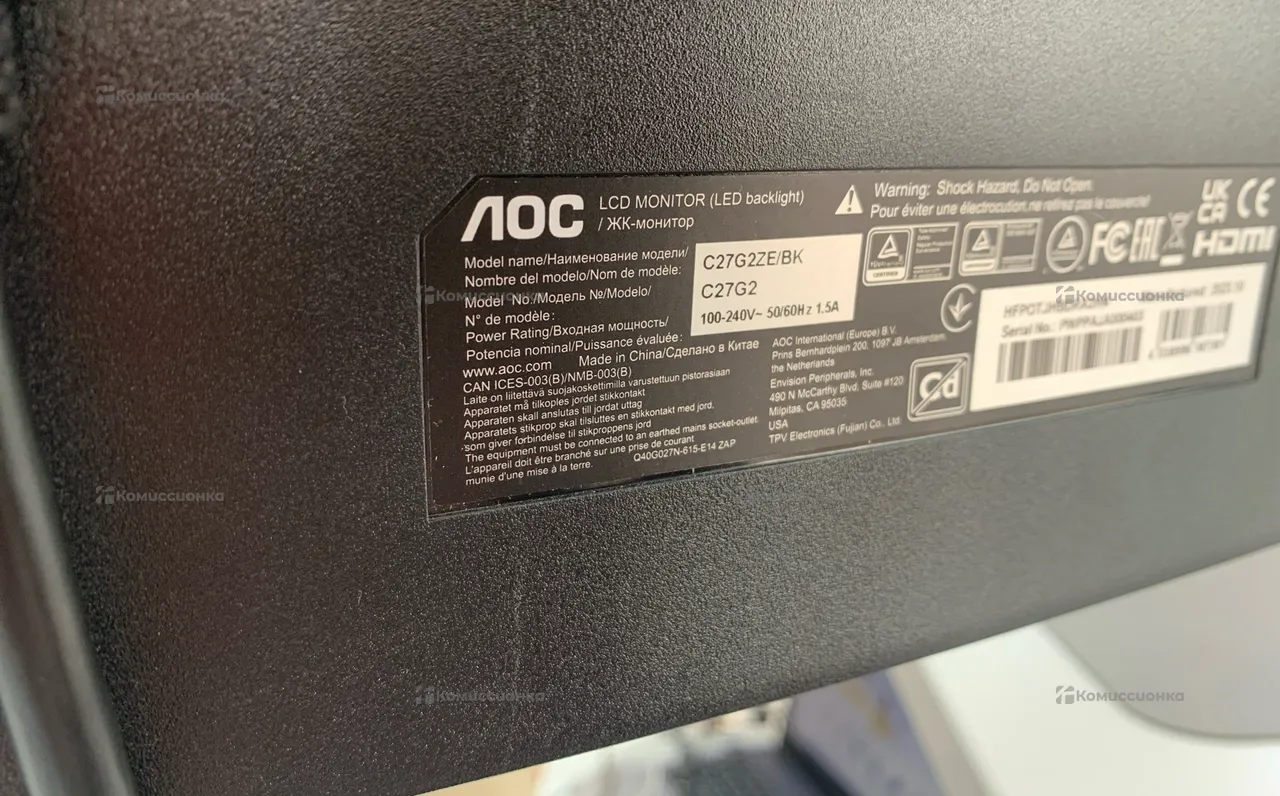 AOC
LCD MONITOR (LED backlight)
/ ЖК-монитор
Model name/Наименование модели/
Nombre del modelo/Nom de modèle:
C27G2ZE/BK
N° de modèle:
C27G2
Power Rating/Входная мощность/
Potencia nominal/Puissance évaluée:
100-240V~ 50/60Hz 1.5A
www.aoc.com Made in China/Сделано в Китае
CAN ICES-003(B)/NMB-003(B)
Laite on liitettävä suojakoskettimilla varustettuun pistorasiaan
Apparatet må tilkoples jordet stikkontakt
Apparaten skall anslutas till jordat uttag
Apparatets stikprop skal tilsluttes en stikkontakt med jord,
som giver forbindelse til stikproppens jord
The equipment must be connected to an earthed mains socket-outlet.
L'appareil doit être branché sur une prise de courant
munie d'une mise à la terre.
Q40G027N-615-E14 ZAP
Warning: Shock Hazard, Do Not Open.
Pour éviter une électrocution, ne retirez pas le couvercle!
UK
CA
CE
FC
EAC
HDMI
AOC International (Europe) B.V.
Prins Bernhardplein 200, 1097 JB Amsterdam,
the Netherlands
Envision Peripherals, Inc.
490 N McCarthy Blvd, Suite #120
Milpitas, CA 95035
USA
TPV Electronics (Fujian) Co., Ltd.
Cd
Serial No.:
Комиссионка
Комиссионка
Комиссионка
Комиссионка
Комиссионка
Комиссионка